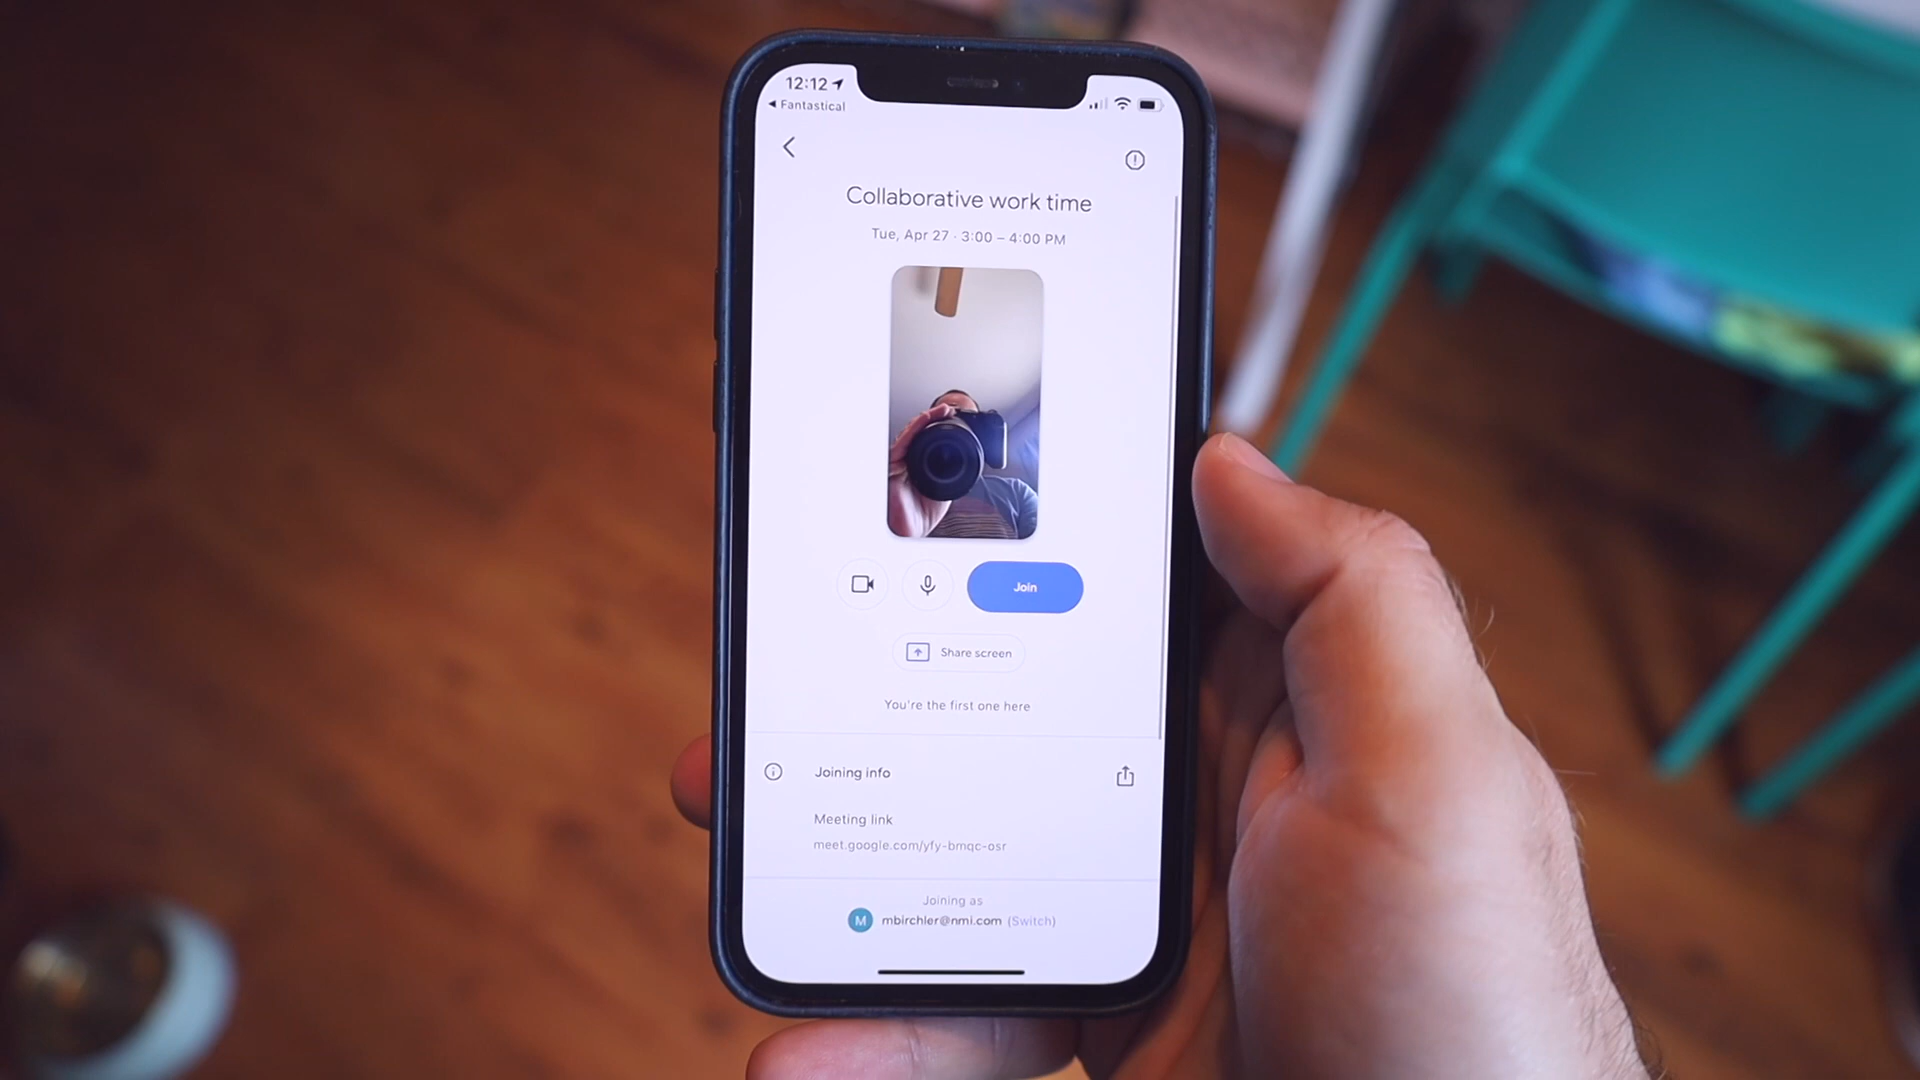 12:12
Fantastical
Collaborative work time
Tue, Apr 27 · 3:00 – 4:00 PM
Join
Share screen
You're the first one here
Joining info
Meeting link
meet.google.com/yfy-bmqc-osr
Joining as
M mbirchler@nmi.com (Switch)